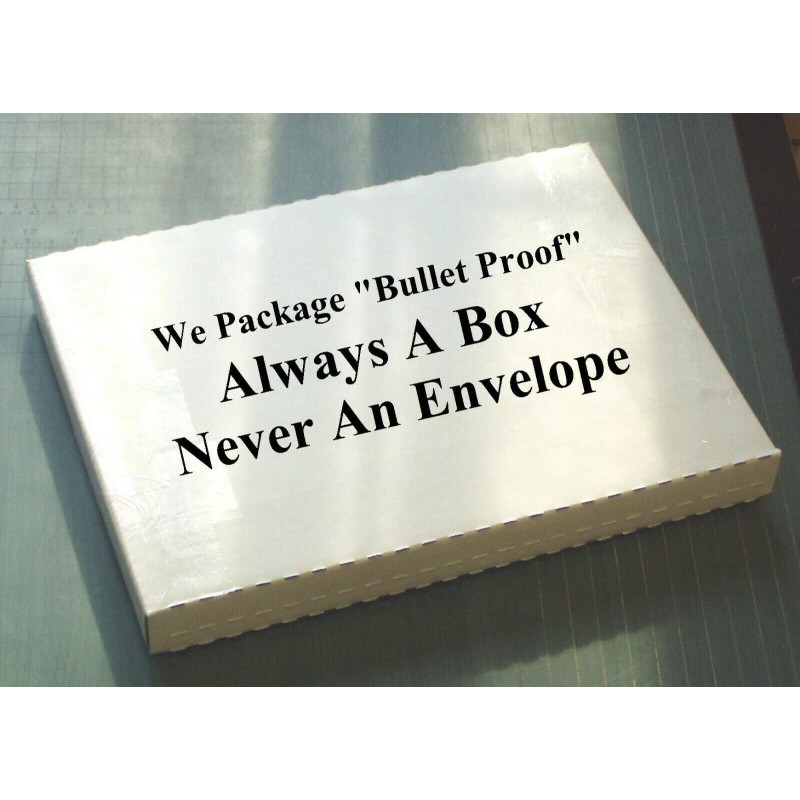 We Package "Bullet Proof"
Always A Box
Never An Envelope